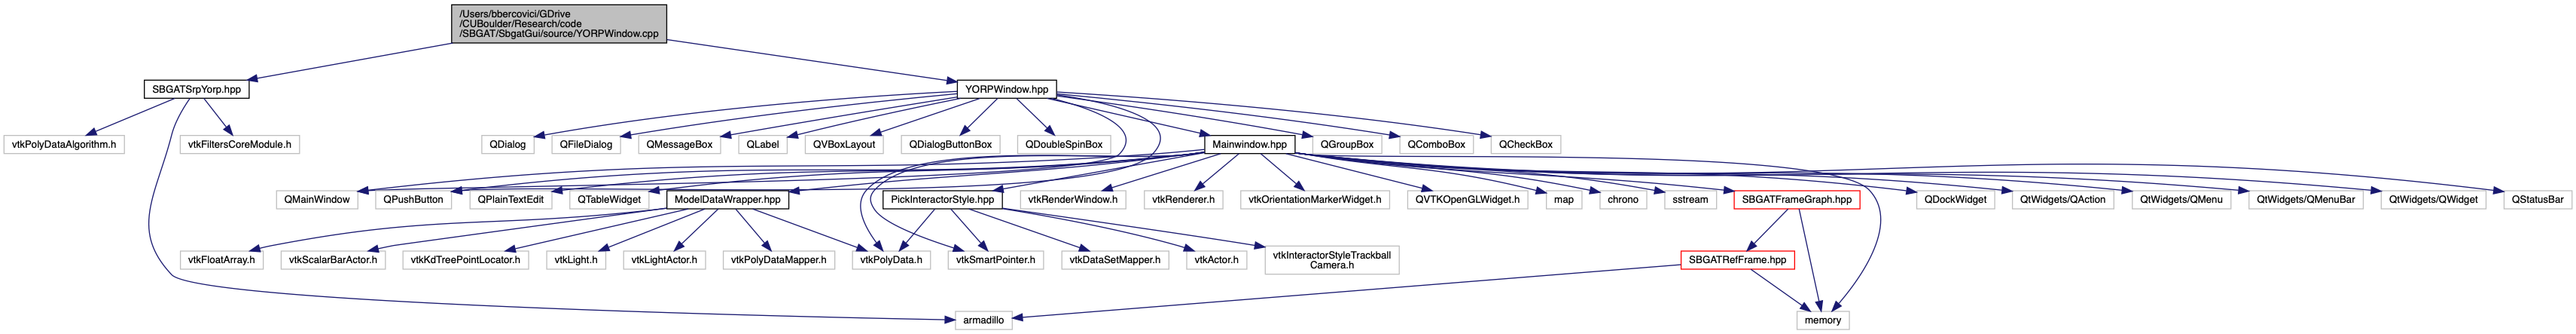 /Users/bbercovici/GDrive
/CUBoulder/Research/code
/SBGAT/SbgatGui/source/YORPWindow.cpp
SBGATSrpYorp.hpp
YORPWindow.hpp
vtkPolyDataAlgorithm.h
vtkFiltersCoreModule.h
QDialog
QFileDialog
QMessageBox
QLabel
QVBoxLayout
QDialogButtonBox
QDoubleSpinBox
Mainwindow.hpp
QGroupBox
QComboBox
QCheckBox
QMainWindow
QPushButton
QPlainTextEdit
QTableWidget
ModelDataWrapper.hpp
PickInteractorStyle.hpp
vtkRenderWindow.h
vtkRenderer.h
vtkOrientationMarkerWidget.h
QVTKOpenGLWidget.h
map
chrono
sstream
SBGATFrameGraph.hpp
QDockWidget
QtWidgets/QAction
QtWidgets/QMenu
QtWidgets/QMenuBar
QtWidgets/QWidget
QStatusBar
vtkFloatArray.h
vtkScalarBarActor.h
vtkKdTreePointLocator.h
vtkLight.h
vtkLightActor.h
vtkPolyDataMapper.h
vtkPolyData.h
vtkSmartPointer.h
vtkDataSetMapper.h
vtkActor.h
vtkInteractorStyleTrackball
Camera.h
SBGATRefFrame.hpp
armadillo
memory